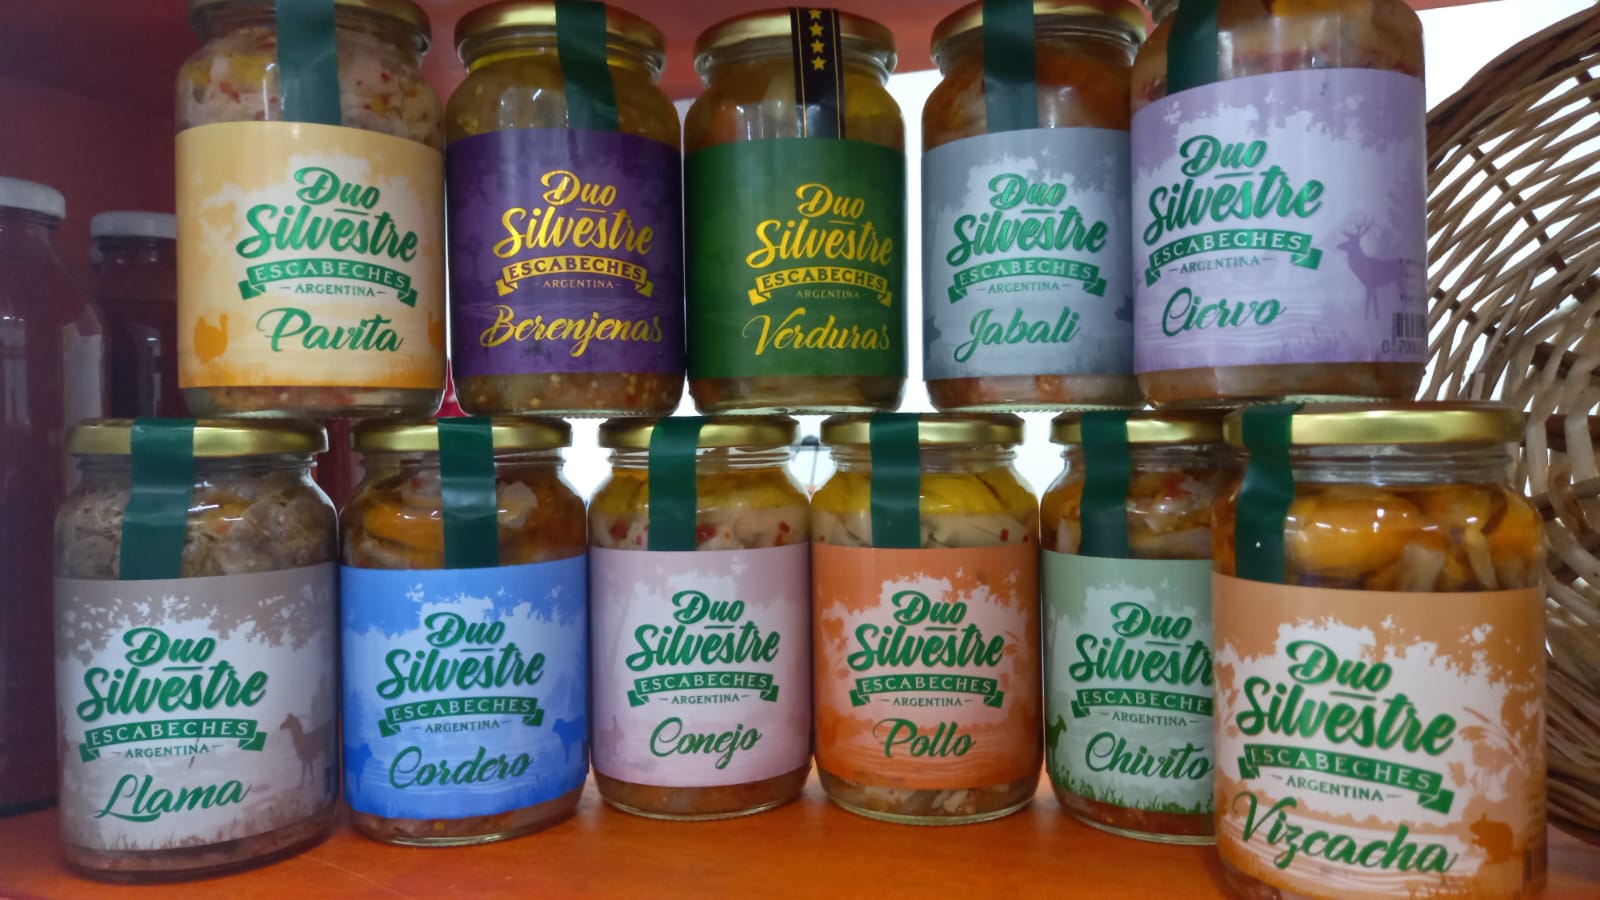 Duo
Silvestre
ESCABECHES
ARGENTINA
Pavita
Duo
Silvestre
ESCABECHES
ARGENTINA
Berenjenas
Duo
Silvestre
ESCABECHES
ARGENTINA
Verduras
Duo
Silvestre
ESCABECHES
ARGENTINA
Jabali
Duo
Silvestre
ESCABECHES
ARGENTINA
Ciervo
Duo
Silvestre
ESCABECHES
ARGENTINA
Llama
Duo
Silvestre
ESCABECHES
ARGENTINA
Cordero
Duo
Silvestre
ESCABECHES
ARGENTINA
Conejo
Duo
Silvestre
ESCABECHES
ARGENTINA
Pollo
Duo
Silvestr
ESCABECHES
ARGENTINA
Chivito
Duo
Silvestre
ESCABECHES
ARGENTINA
Vizcacha